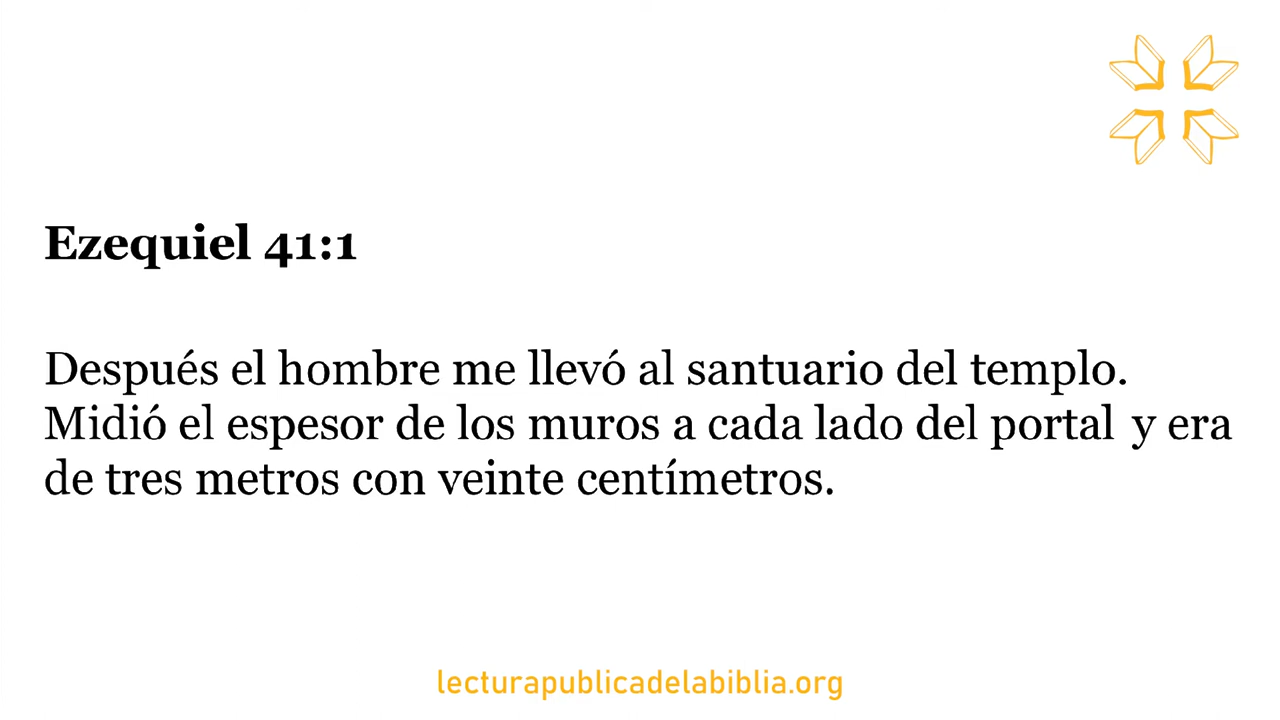 Ezequiel 41:1
Después el hombre me llevó al santuario del templo.
Midió el espesor de los muros a cada lado del portal y era
de tres metros con veinte centímetros.
lecturapublicadelabiblia.org